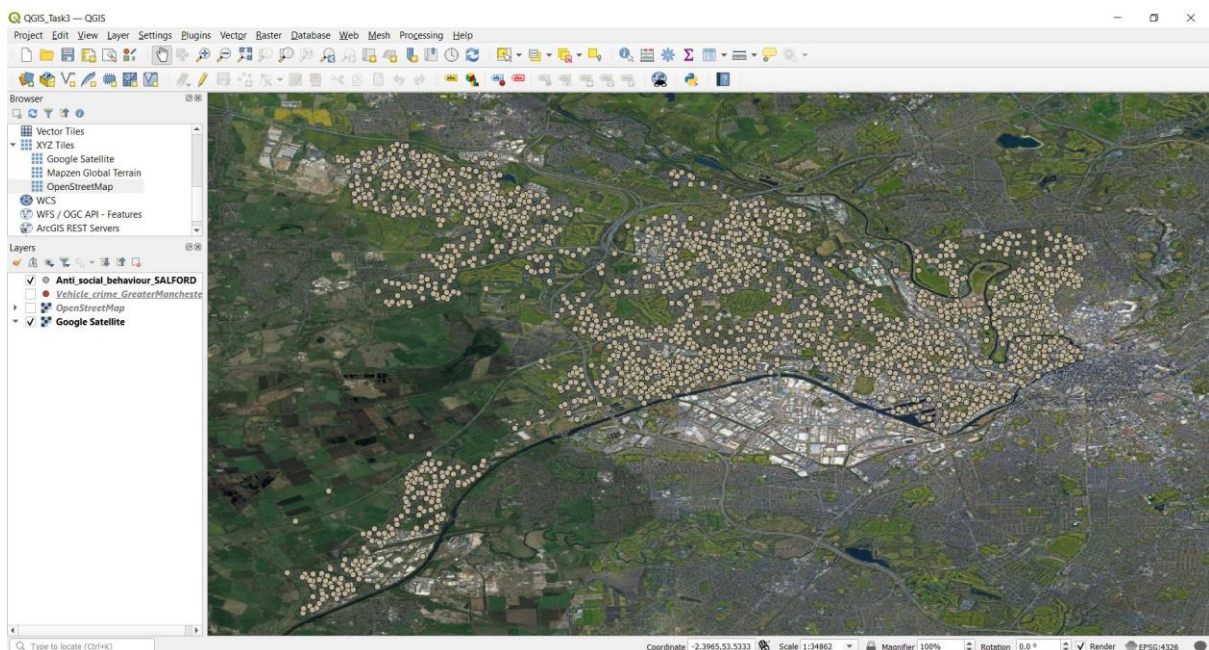 QGIS_Task3 — QGIS
Project Edit View Layer Settings Plugins Vector Raster Database Web Mesh Processing Help
Browser
Vector Tiles
XYZ Tiles
Google Satellite
Mapzen Global Terrain
OpenStreetMap
WCS
WFS / OGC API - Features
ArcGIS REST Servers
Layers
Anti_social_behaviour_SALFORD
Vehicle_crime_GreaterMancheste
OpenStreetMap
Google Satellite
Type to locate (Ctrl+K)
Coordinate -2.3965,53.5333 Scale 1:34862 Magnifier 100% Rotation 0.0 ° Render EPSG:4326